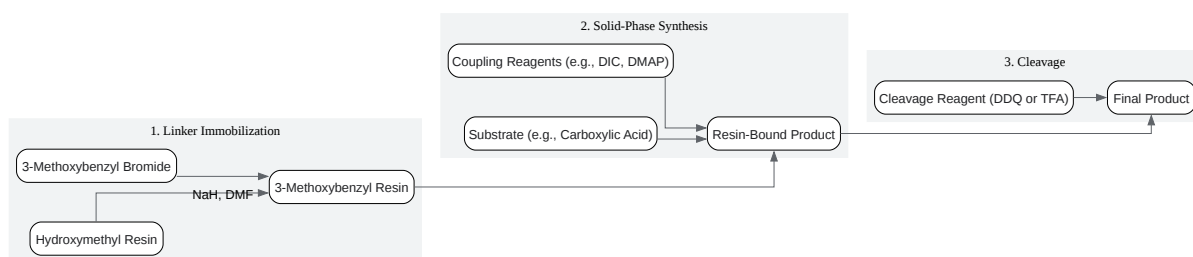 1. Linker Immobilization
3-Methoxybenzyl Bromide
NaH, DMF
3-Methoxybenzyl Resin
Hydroxymethyl Resin
2. Solid-Phase Synthesis
Coupling Reagents (e.g., DIC, DMAP)
Substrate (e.g., Carboxylic Acid)
Resin-Bound Product
3. Cleavage
Cleavage Reagent (DDQ or TFA)
Final Product